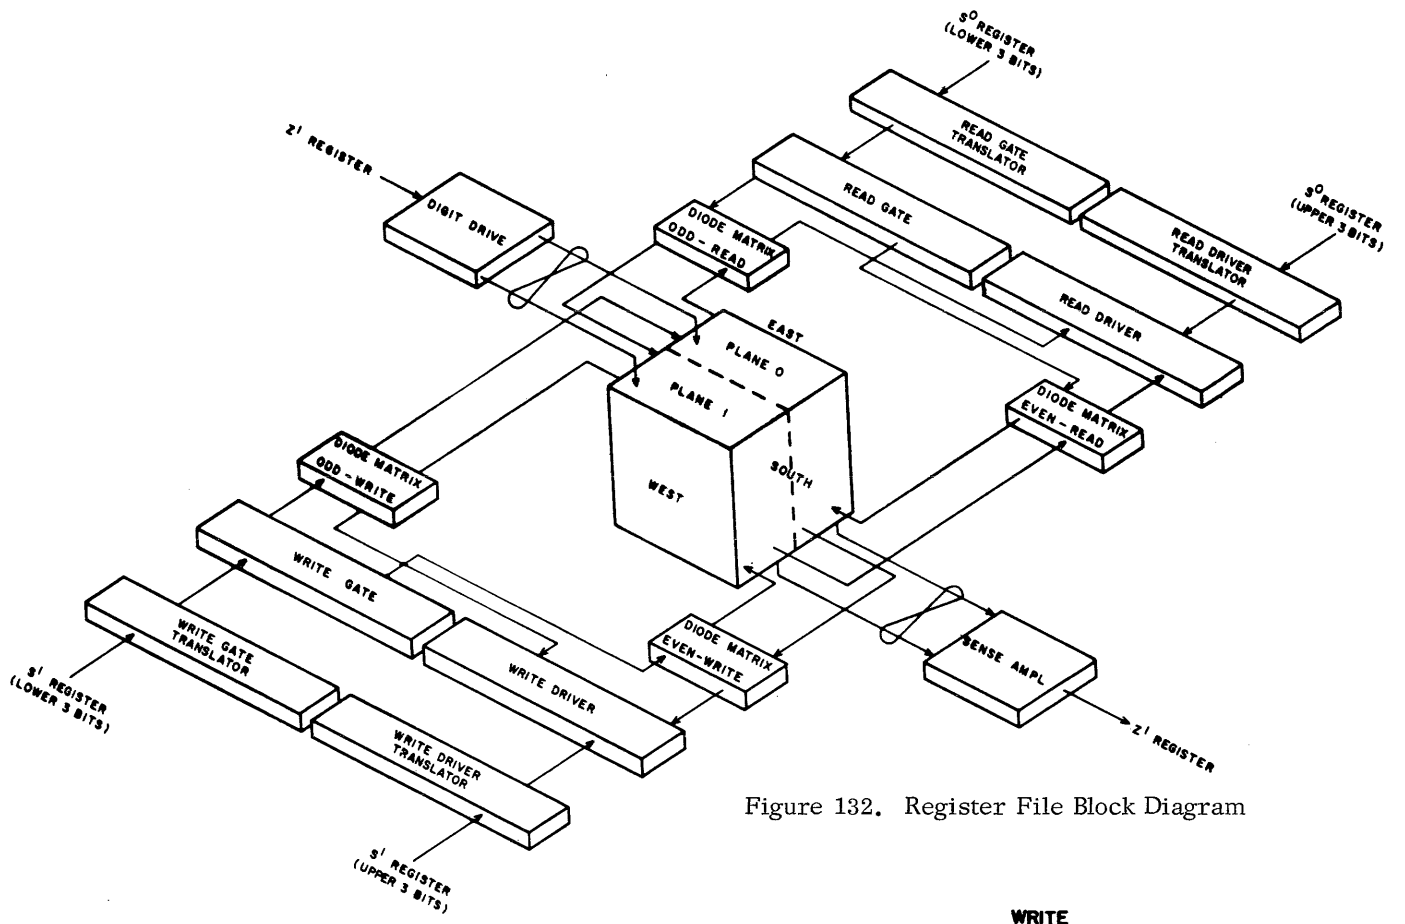 S⁰ REGISTER
(LOWER 3 BITS)
Z¹ REGISTER
READ GATE
TRANSLATOR
S⁰ REGISTER
(UPPER 3 BITS)
READ GATE
DIGIT DRIVE
DIODE MATRIX
ODD-READ
READ DRIVER
TRANSLATOR
READ DRIVER
EAST
PLANE 0
PLANE 1
DIODE MATRIX
EVEN-READ
DIODE MATRIX
ODD-WRITE
WEST
SOUTH
WRITE GATE
WRITE GATE
TRANSLATOR
DIODE MATRIX
EVEN-WRITE
SENSE AMPL
WRITE DRIVER
S¹ REGISTER
(LOWER 3 BITS)
WRITE DRIVER
TRANSLATOR
Z¹ REGISTER
Figure 132. Register File Block Diagram
S¹ REGISTER
(UPPER 3 BITS)
WRITE